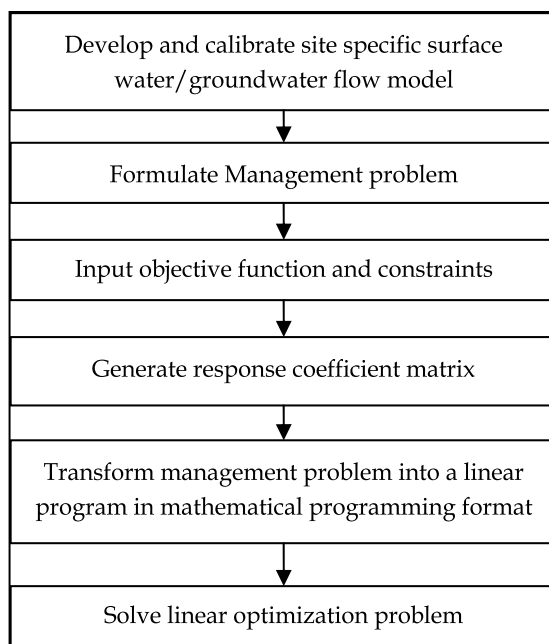 Develop and calibrate site specific surface
water/groundwater flow model
Formulate Management problem
Input objective function and constraints
Generate response coefficient matrix
Transform management problem into a linear
program in mathematical programming format
Solve linear optimization problem